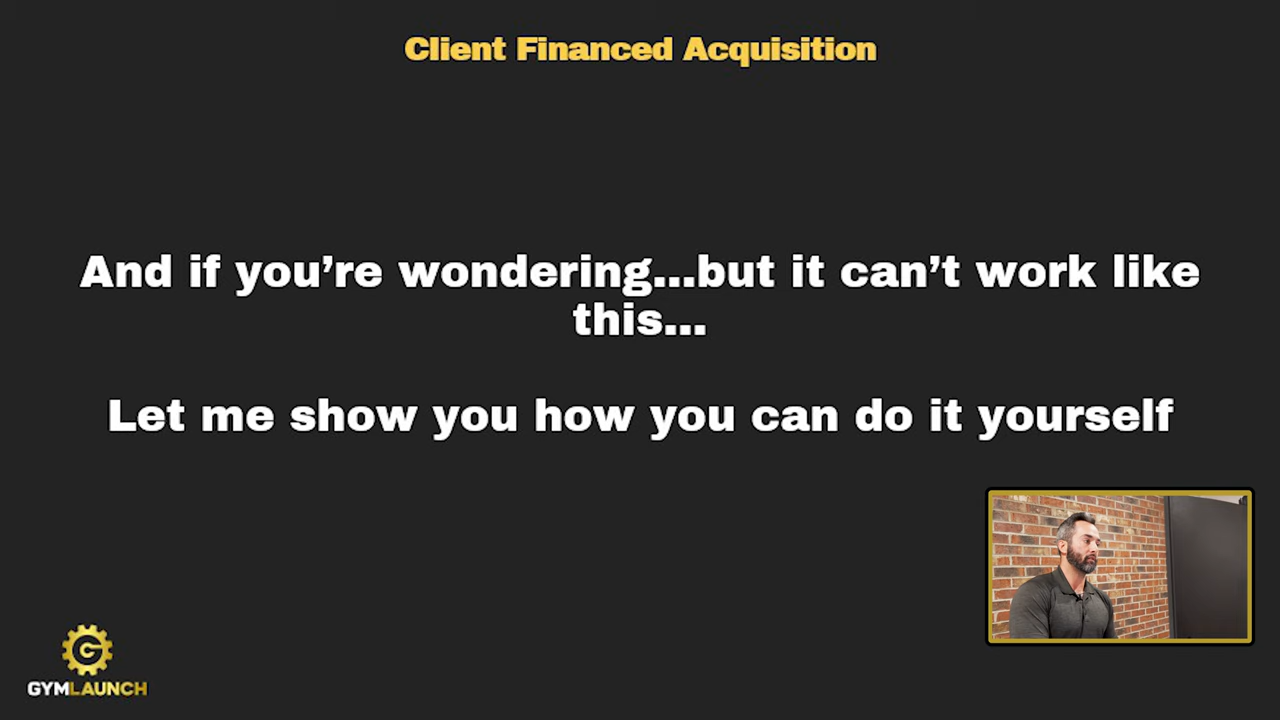 Client Financed Acquisition
And if you’re wondering...but it can’t work like
this...
Let me show you how you can do it yourself
G
GYMLAUNCH